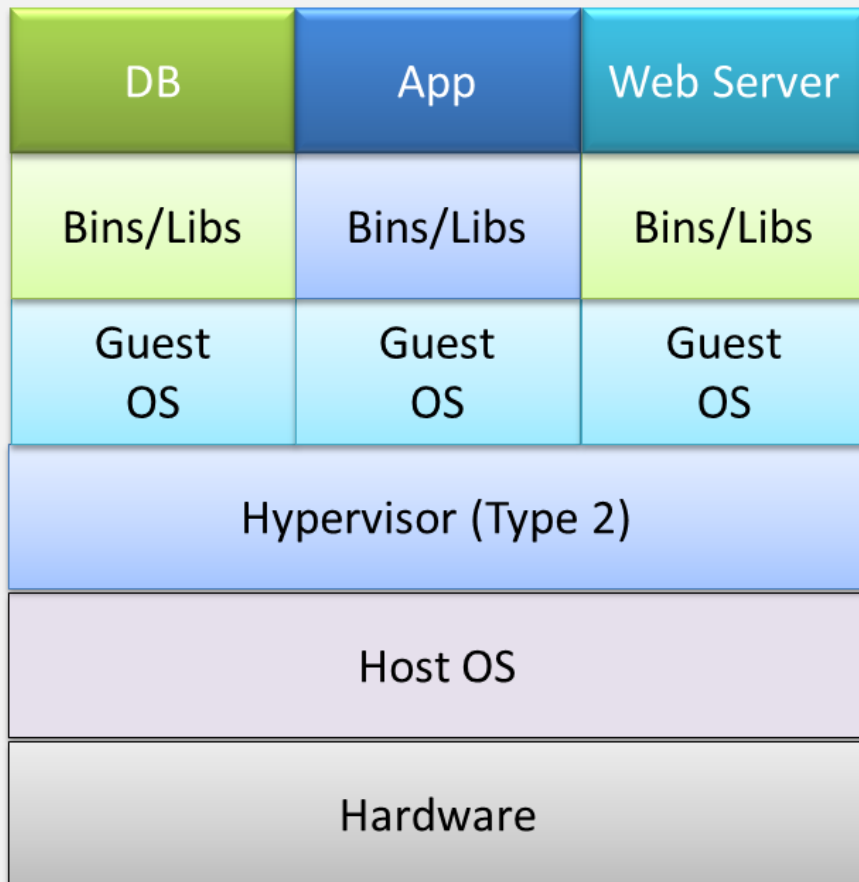 DB
App
Web Server
Bins/Libs
Bins/Libs
Bins/Libs
Guest
OS
Guest
OS
Guest
OS
Hypervisor (Type 2)
Host OS
Hardware